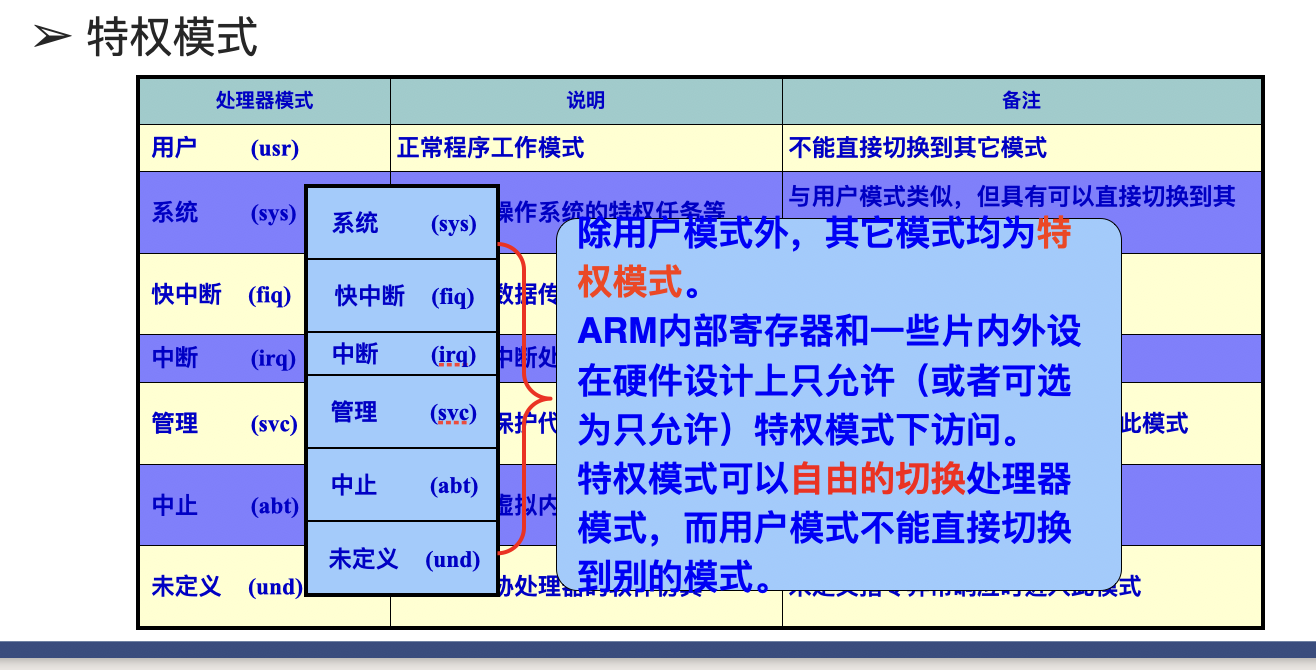 ➢ 特权模式
处理器模式 说明 备注
用户 (usr) 正常程序工作模式 不能直接切换到其它模式
系统 (sys) 操作系统的特权任务等 与用户模式类似，但具有可以直接切换到其
快中断 (fiq) 数据传
中断 (irq) 中断处
管理 (svc) 保护代 此模式
中止 (abt) 虚拟内
未定义 (und) 协处理器的软件仿真 未定义指令异常响应时进入此模式
系统 (sys)
快中断 (fiq)
中断 (irq)
管理 (svc)
中止 (abt)
未定义 (und)
除用户模式外，其它模式均为特
权模式。
ARM内部寄存器和一些片内外设
在硬件设计上只允许（或者可选
为只允许）特权模式下访问。
特权模式可以自由的切换处理器
模式，而用户模式不能直接切换
到别的模式。